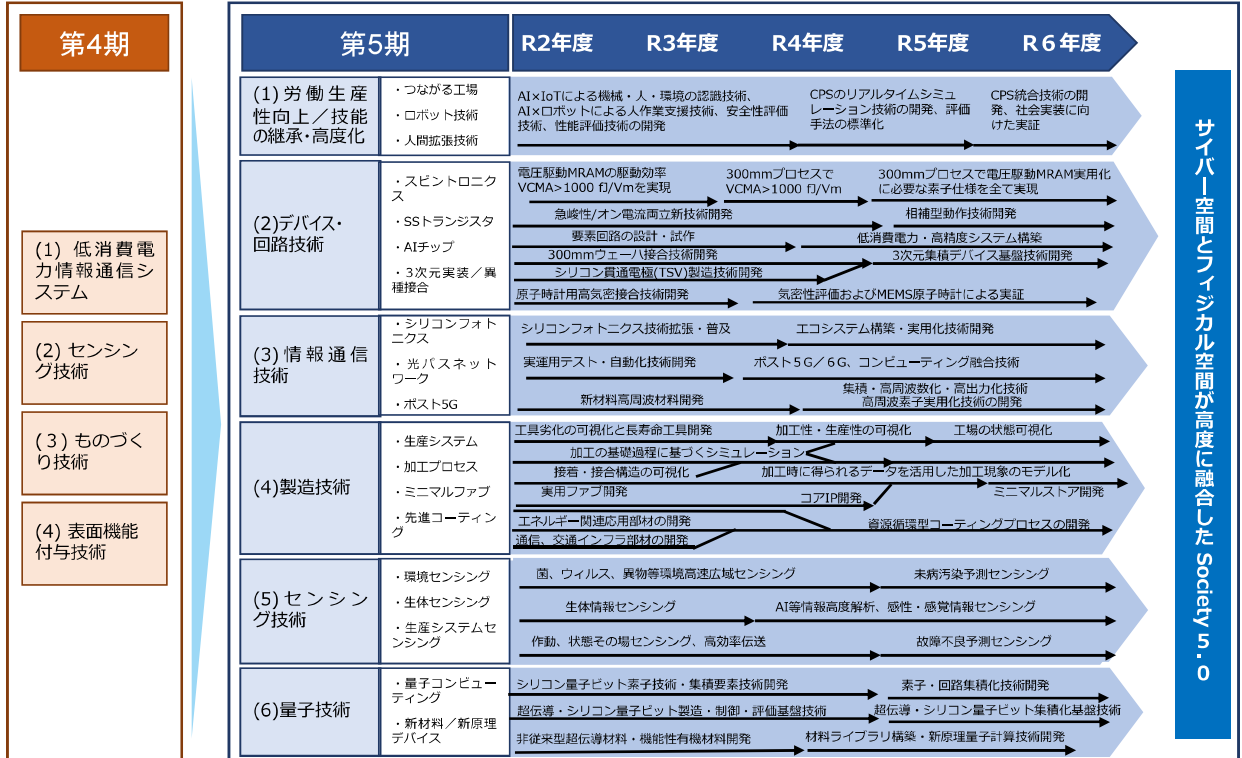 第4期
(1) 低消費電
力情報通信シ
ステム
(2) センシン
グ技術
(3) ものづく
り技術
(4) 表面機能
付与技術
第5期
R2年度
R3年度
R4年度
R5年度
R6年度
(1)労働生産
性向上/技能
の継承・高度化
・つながる工場
・ロボット技術
・人間拡張技術
AI×IoTによる機械・人・環境の認識技術、
AI×ロボットによる人作業支援技術、安全性評価
技術、性能評価技術の開発
CPSのリアルタイムシミュ
レーション技術の開発、評価
手法の標準化
CPS統合技術の開
発、社会実装に向
けた実証
(2)デバイス・
回路技術
・スピントロニク
ス
・SSトランジスタ
・AIチップ
・3次元実装/異
種接合
電圧駆動MRAMの駆動効率
VCMA>1000 fJ/Vmを実現
300mmプロセスで
VCMA>1000 fJ/Vm
300mmプロセスで電圧駆動MRAM実用化
に必要な素子仕様を全て実現
急峻性/オン電流両立新技術開発
相補型動作技術開発
要素回路の設計・試作
低消費電力・高精度システム構築
300mmウェーハ接合技術開発
3次元集積デバイス基盤技術開発
シリコン貫通電極(TSV)製造技術開発
原子時計用高気密接合技術開発
気密性評価およびMEMS原子時計による実証
(3)情報通信
技術
・シリコンフォト
ニクス
・光パスネット
ワーク
・ポスト5G
シリコンフォトニクス技術拡張・普及
エコシステム構築・実用化技術開発
実運用テスト・自動化技術開発
ポスト5G/6G、コンピューティング融合技術
新材料高周波材料開発
集積・高周波数化・高出力化技術
高周波素子実用化技術の開発
(4)製造技術
・生産システム
・加工プロセス
・ミニマルファブ
・先進コーティン
グ
工具劣化の可視化と長寿命工具開発
加工性・生産性の可視化
工場の状態可視化
加工の基礎過程に基づくシミュレーション
接着・接合構造の可視化
加工時に得られるデータを活用した加工現象のモデル化
実用ファブ開発
コアIP開発
ミニマルストア開発
エネルギー関連応用部材の開発
資源循環型コーティングプロセスの開発
通信、交通インフラ部材の開発
(5)センシン
グ技術
・環境センシング
・生体センシング
・生産システムセ
ンシング
菌、ウィルス、異物等環境高速広域センシング
未病汚染予測センシング
生体情報センシング
AI等情報高度解析、感性・感覚情報センシング
作動、状態その場センシング、高効率伝送
故障不良予測センシング
(6)量子技術
・量子コンピュー
ティング
・新材料/新原理
デバイス
シリコン量子ビット素子技術・集積要素技術開発
素子・回路集積化技術開発
超伝導・シリコン量子ビット製造・制御・評価基盤技術
超伝導・シリコン量子ビット集積化基盤技術
非従来型超伝導材料・機能性有機材料開発
材料ライブラリ構築・新原理量子計算技術開発
サイバー空間とフィジカル空間が高度に融合した Society 5.0